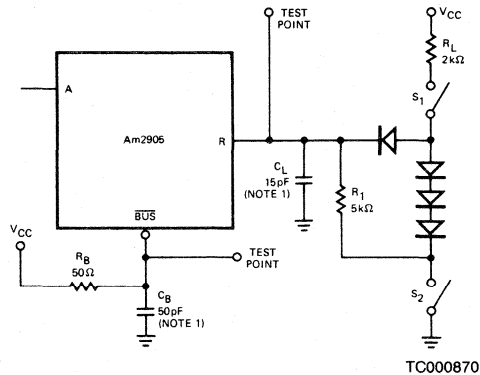 TEST
POINT
VCC
RL
2kΩ
S1
A
Am2905
R
CL
15pF
(NOTE 1)
R1
5kΩ
BUS
VCC
RB
50Ω
TEST
POINT
CB
50pF
(NOTE 1)
S2
TC000870